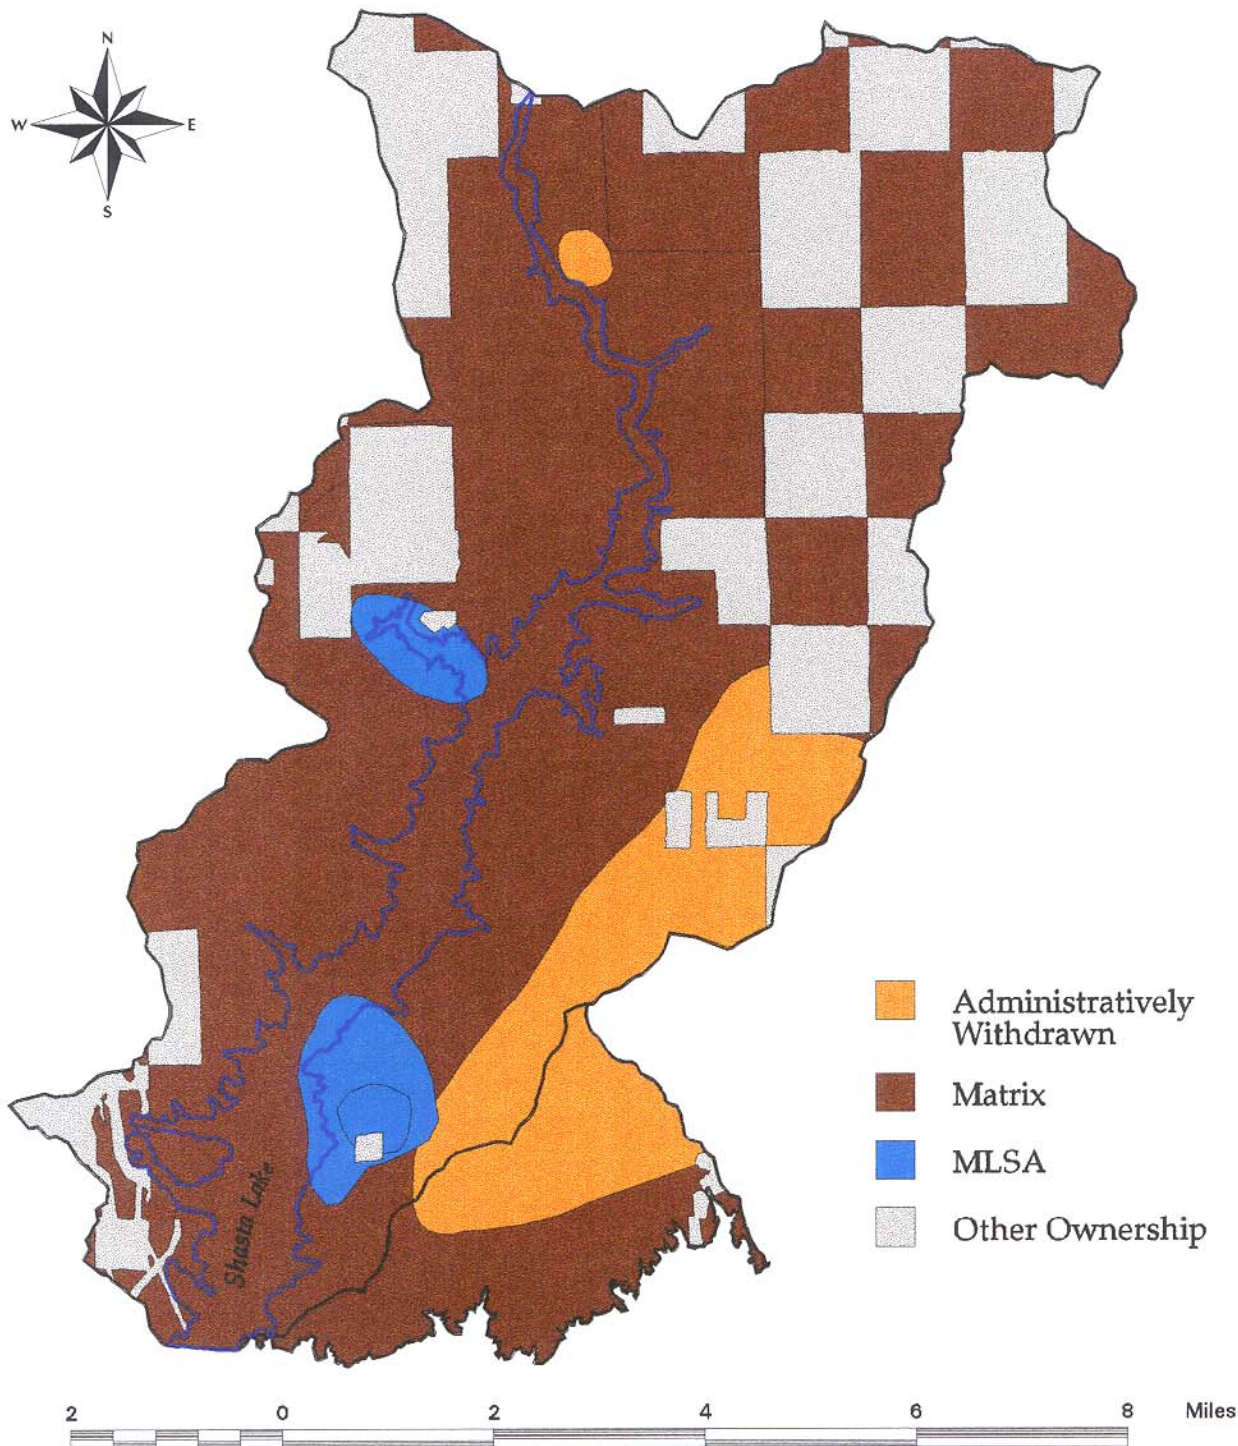 N
W E
S
Administratively
Withdrawn
Matrix
MLSA
Other Ownership
Shasta Lake
2 0 2 4 6 8 Miles